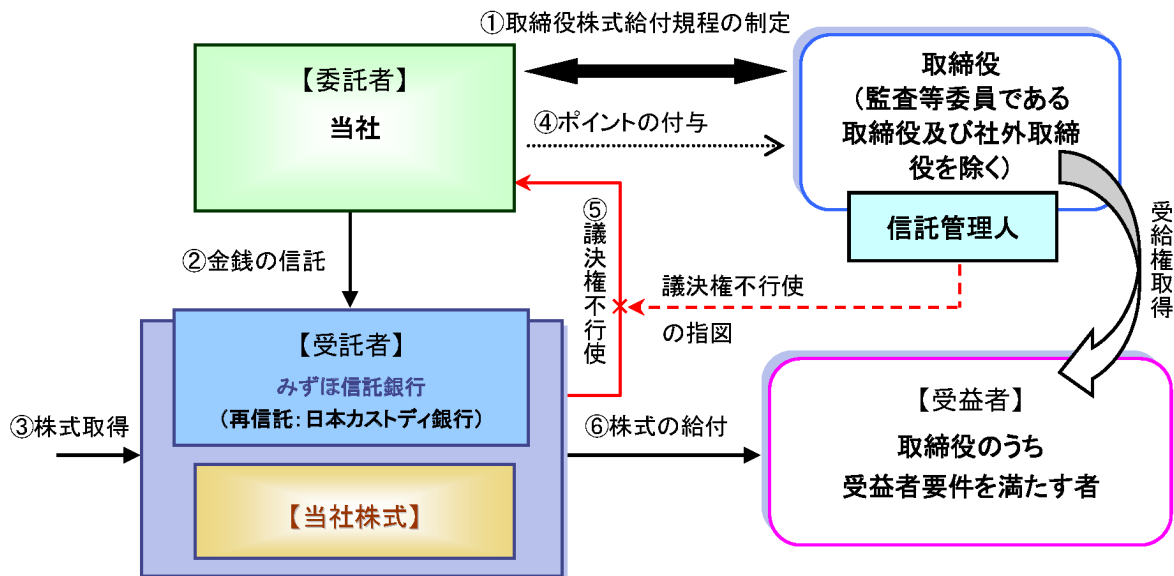 ①取締役株式給付規程の制定
【委託者】
当社
取締役
（監査等委員である
取締役及び社外取締
役を除く）
④ポイントの付与
信託管理人
受給権取得
②金銭の信託
⑤議決権不行使
議決権不行使
の指図
【受託者】
みずほ信託銀行
（再信託：日本カストディ銀行）
③株式取得
【当社株式】
⑥株式の給付
【受益者】
取締役のうち
受益者要件を満たす者